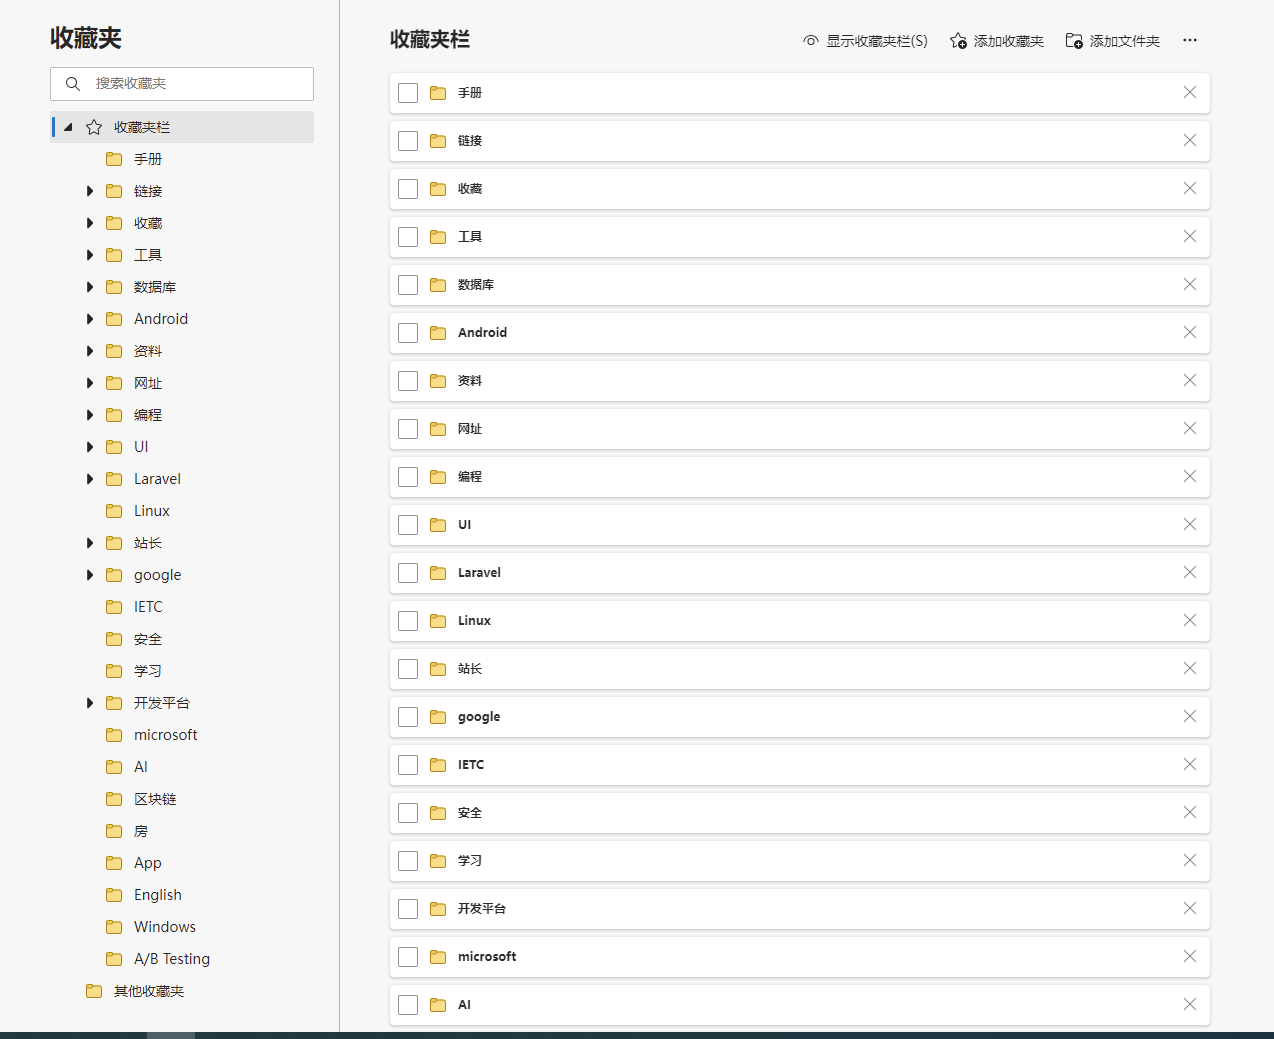 收藏夹
搜索收藏夹
收藏夹栏
手册
链接
收藏
工具
数据库
Android
资料
网址
编程
UI
Laravel
Linux
站长
google
IETC
安全
学习
开发平台
microsoft
AI
区块链
房
App
English
Windows
A/B Testing
其他收藏夹
收藏夹栏
显示收藏夹栏(S)
添加收藏夹
添加文件夹
手册
链接
收藏
工具
数据库
Android
资料
网址
编程
UI
Laravel
Linux
站长
google
IETC
安全
学习
开发平台
microsoft
AI